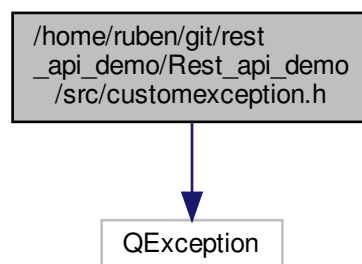 /home/ruben/git/rest
_api_demo/Rest_api_demo
/src/customexception.h
QException